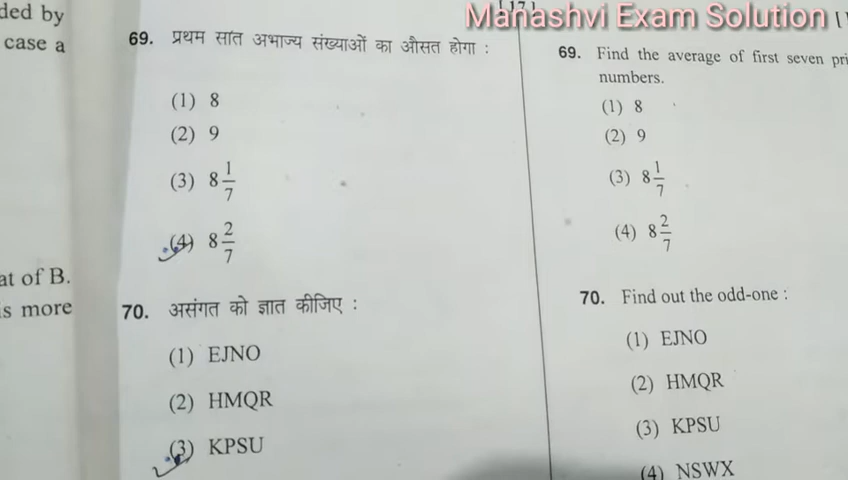 Manashvi Exam Solution
ded by
case a
at of B.
s more
69. प्रथम सात अभाज्य संख्याओं का औसत होगा :
(1) 8
(2) 9
(3) 8 1/7
(4) 8 2/7
70. असंगत को ज्ञात कीजिए :
(1) EJNO
(2) HMQR
(3) KPSU
69. Find the average of first seven pri
numbers.
(1) 8
(2) 9
(3) 8 1/7
(4) 8 2/7
70. Find out the odd-one :
(1) EJNO
(2) HMQR
(3) KPSU
(4) NSWX